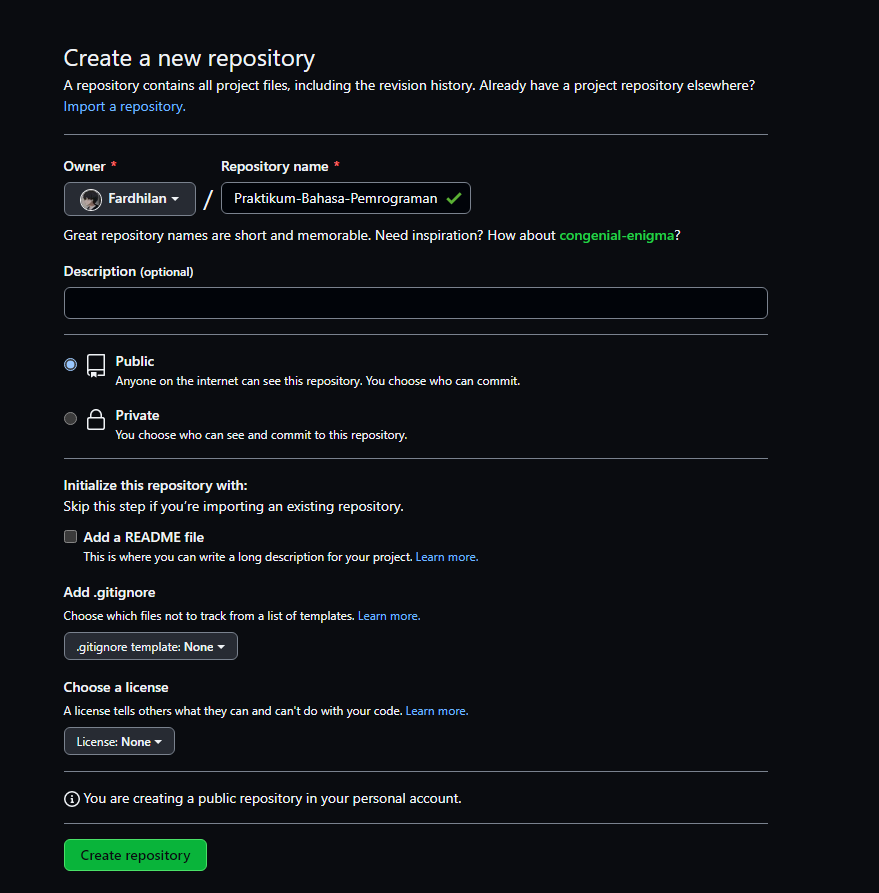 Create a new repository
A repository contains all project files, including the revision history. Already have a project repository elsewhere?
Import a repository.
Owner * Repository name *
Fardhilan / Praktikum-Bahasa-Pemrograman
Great repository names are short and memorable. Need inspiration? How about congenial-enigma?
Description (optional)
Public
Anyone on the internet can see this repository. You choose who can commit.
Private
You choose who can see and commit to this repository.
Initialize this repository with:
Skip this step if you’re importing an existing repository.
Add a README file
This is where you can write a long description for your project. Learn more.
Add .gitignore
Choose which files not to track from a list of templates. Learn more.
.gitignore template: None
Choose a license
A license tells others what they can and can't do with your code. Learn more.
License: None
You are creating a public repository in your personal account.
Create repository